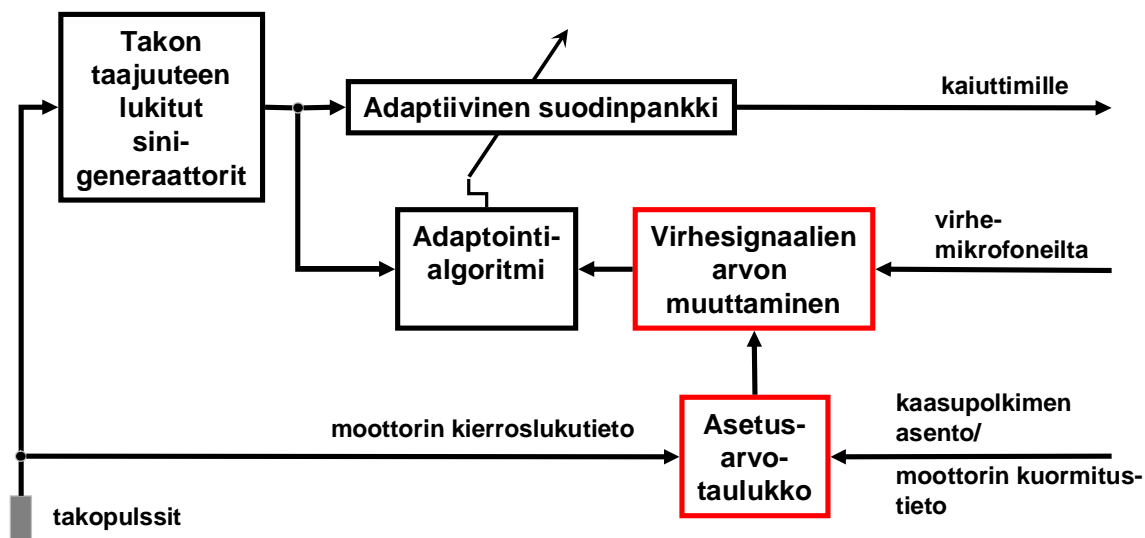 Takon
taajuuteen
lukitut
sini-
generaattorit
Adaptiivinen suodinpankki
kaiuttimille
Adaptointi-
algoritmi
Virhesignaalien
arvon
muuttaminen
virhe-
mikrofoneilta
moottorin kierroslukutieto
Asetus-
arvo-
taulukko
kaasupolkimen
asento/
moottorin kuormitus-
tieto
takopulssit